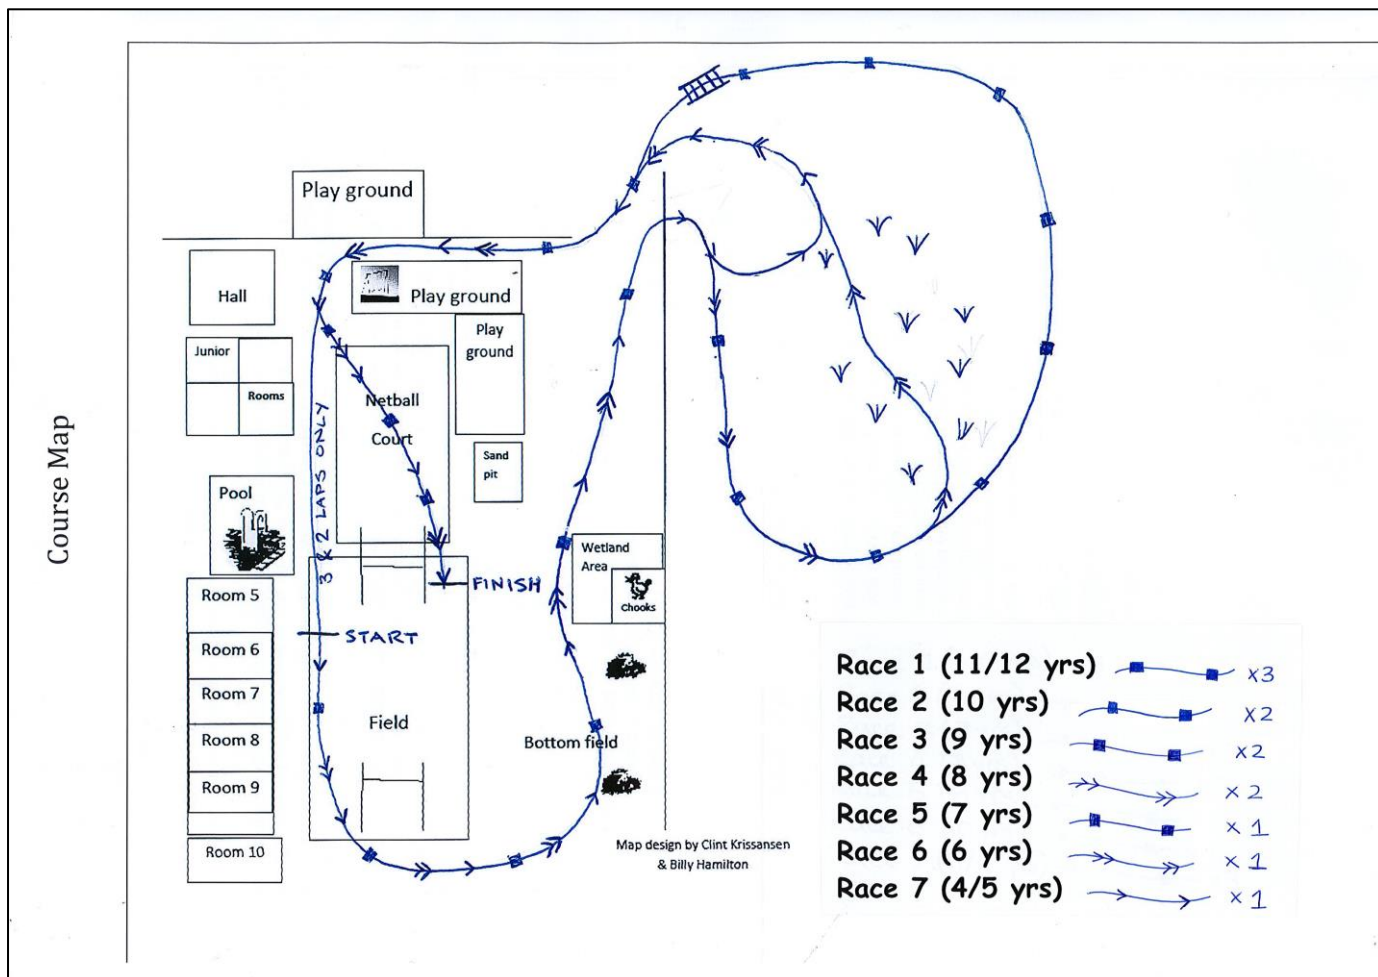 Course Map
Play ground
Hall
Play ground
Play
ground
Junior
Rooms
Netball
Court
Sand
pit
Pool
3 & 2 LAPS ONLY
Wetland
Area
Chooks
FINISH
START
Room 5
Room 6
Room 7
Room 8
Room 9
Room 10
Field
Bottom field
Map design by Clint Krissansen
& Billy Hamilton
Race 1 (11/12 yrs) x3
Race 2 (10 yrs) x2
Race 3 (9 yrs) x2
Race 4 (8 yrs) x2
Race 5 (7 yrs) x1
Race 6 (6 yrs) x1
Race 7 (4/5 yrs) x1